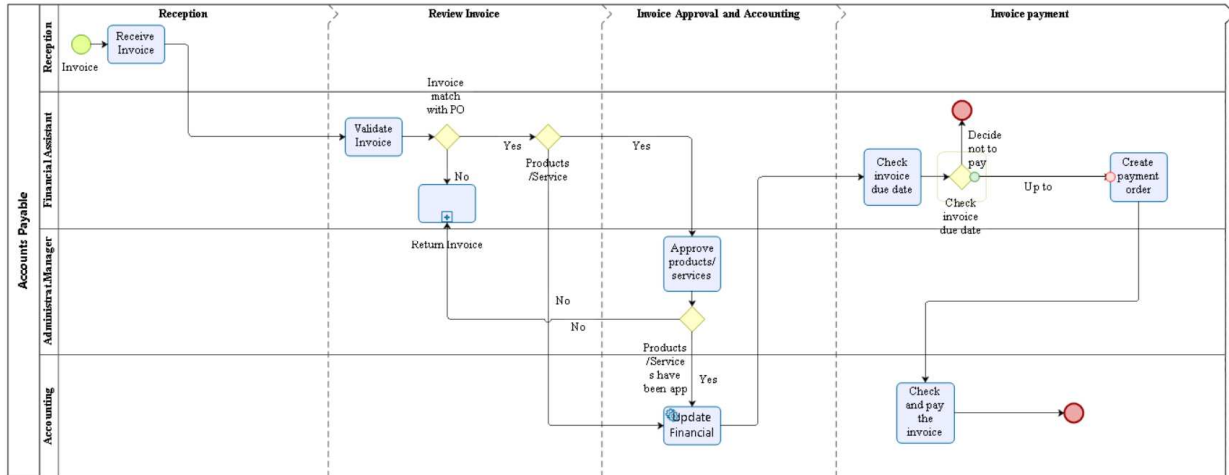 Reception
Review Invoice
Invoice Approval and Accounting
Invoice payment
Accounts Payable
Reception
Receive
Invoice
Invoice
Financial Assistant
Validate
Invoice
Invoice
match
with PO
Yes
No
Products
/Service
Yes
Return Invoice
Check
invoice
due date
Decide
not to
pay
Check
invoice
due date
Up to
Create
payment
order
Administrat.Manager
Approve
products/
services
No
No
Products
/Service
s have
been app
Yes
Accounting
Update
Financial
Check
and pay
the
invoice